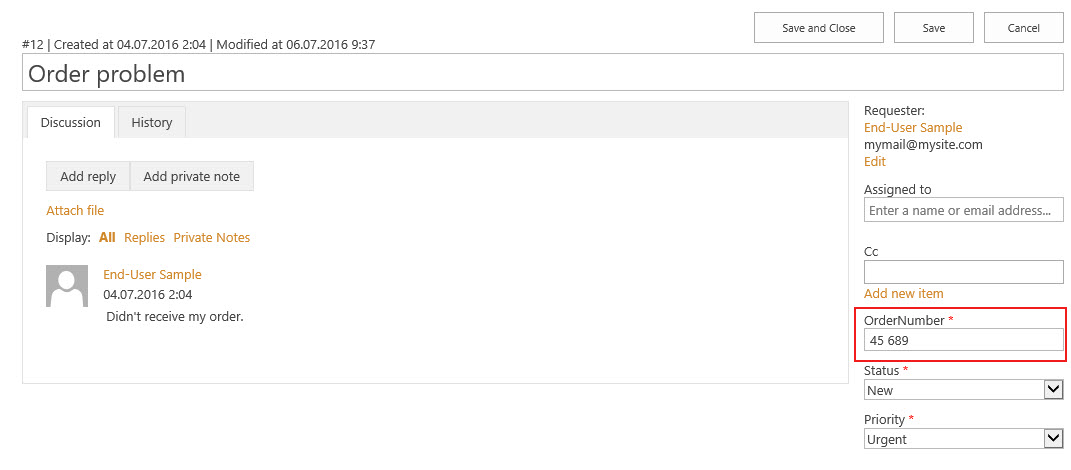 Save and Close Save Cancel
#12 | Created at 04.07.2016 2:04 | Modified at 06.07.2016 9:37
Order problem
Discussion History
Add reply Add private note
Attach file
Display: All Replies Private Notes
End-User Sample
04.07.2016 2:04
Didn't receive my order.
Requester:
End-User Sample
mymail@mysite.com
Edit
Assigned to
Enter a name or email address...
Cc
Add new item
OrderNumber *
45 689
Status *
New
Priority *
Urgent